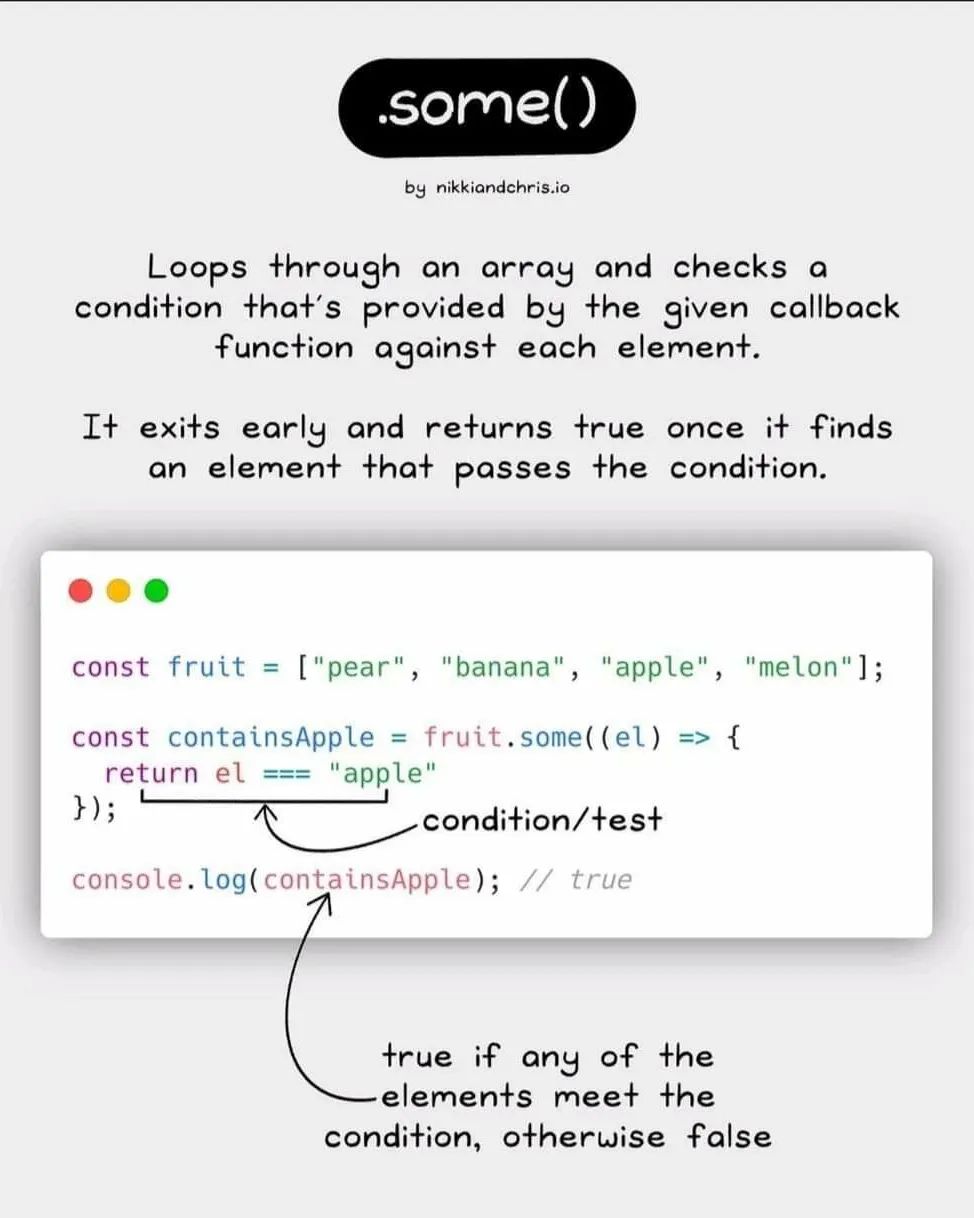 .some()
by nikkiandchris.io
Loops through an array and checks a
condition that's provided by the given callback
function against each element.
It exits early and returns true once it finds
an element that passes the condition.
const fruit = ["pear", "banana", "apple", "melon"];
const containsApple = fruit.some((el) => {
return el === "apple"
});
condition/test
console.log(containsApple); // true
true if any of the
elements meet the
condition, otherwise false